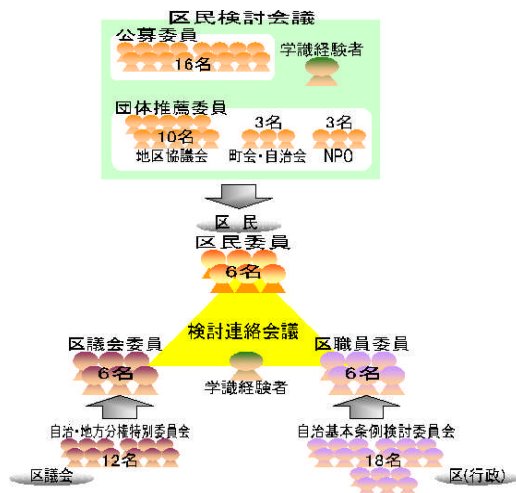 区民検討会議
公募委員
16名
学識経験者
団体推薦委員
10名
3名
3名
地区協議会
町会・自治会
NPO
区民
区民委員
6名
検討連絡会議
区議会委員
区職員委員
6名
6名
学識経験者
自治・地方分権特別委員会
自治基本条例検討委員会
12名
18名
区議会
区(行政)